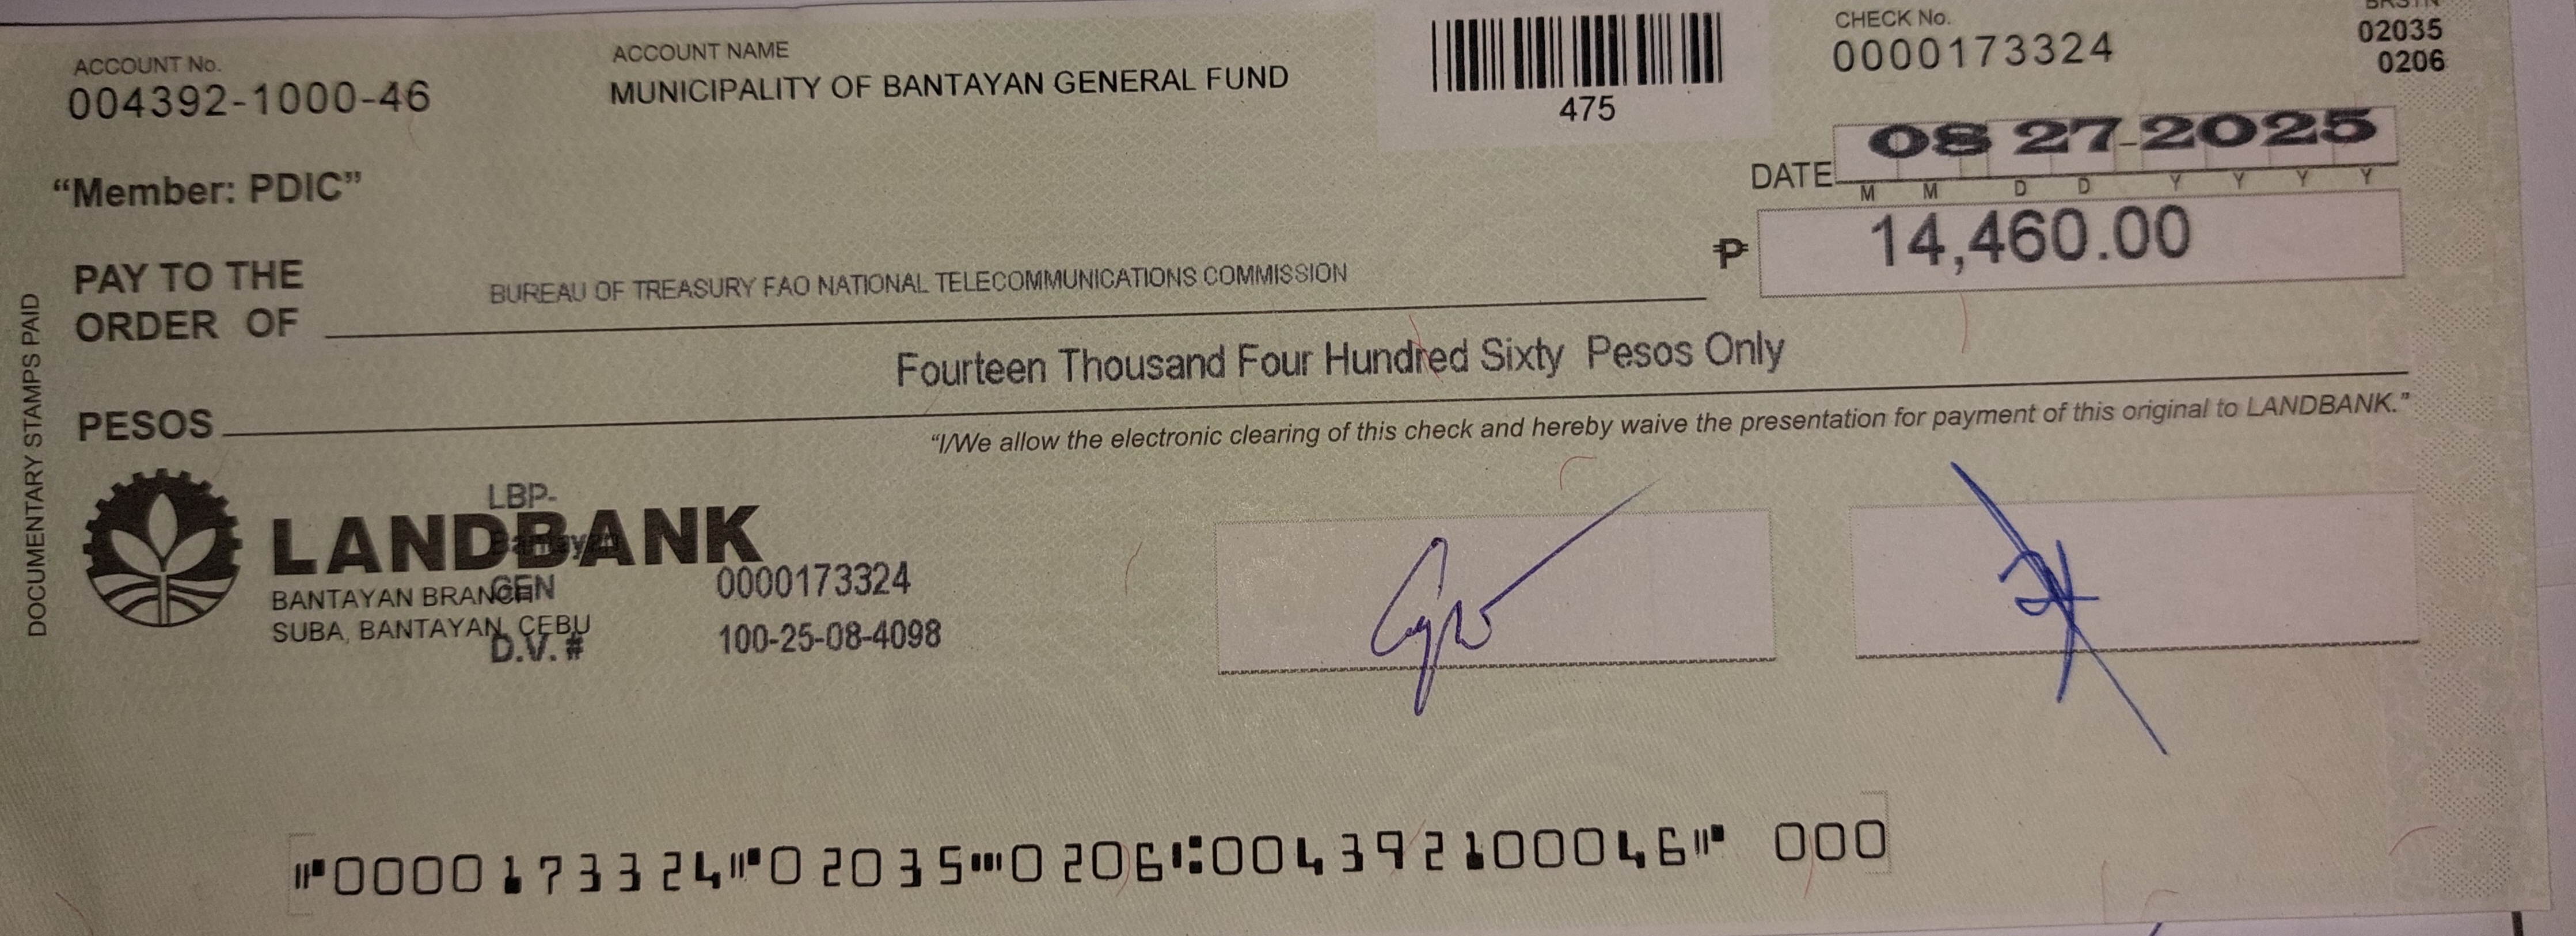 ACCOUNT No.
004392-1000-46
ACCOUNT NAME
MUNICIPALITY OF BANTAYAN GENERAL FUND
475
CHECK No.
0000173324
BRSTN
02035
0206
"Member: PDIC"
DATE
08 27-2025
M M D D Y Y Y Y
₱ 14,460.00
PAY TO THE
ORDER OF
BUREAU OF TREASURY FAO NATIONAL TELECOMMUNICATIONS COMMISSION
Fourteen Thousand Four Hundred Sixty Pesos Only
PESOS
"I/We allow the electronic clearing of this check and hereby waive the presentation for payment of this original to LANDBANK."
DOCUMENTARY STAMPS PAID
LANDBANK
BANTAYAN BRANCH
SUBA, BANTAYAN, CEBU
LBP-
Bantayan
GEN
D.V. #
0000173324
100-25-08-4098
⑈0000173324⑈02035⑉0206⑆004392100046⑈ 000